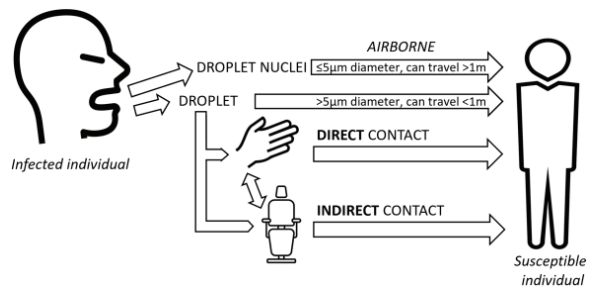 AIRBORNE
DROPLET NUCLEI
≤5µm diameter, can travel >1m
DROPLET
>5µm diameter, can travel <1m
DIRECT CONTACT
Infected individual
INDIRECT CONTACT
Susceptible
individual